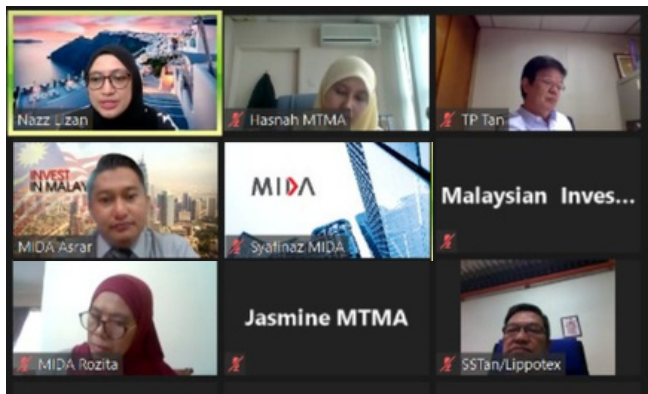 Nazz Lizan
Hasnah MTMA
TP Tan
INVEST
IN MALAY
MIDA Asrar
MIDA
Syafinaz MIDA
Malaysian Inves...
MIDA Rozita
Jasmine MTMA
SSTan/Lippotex